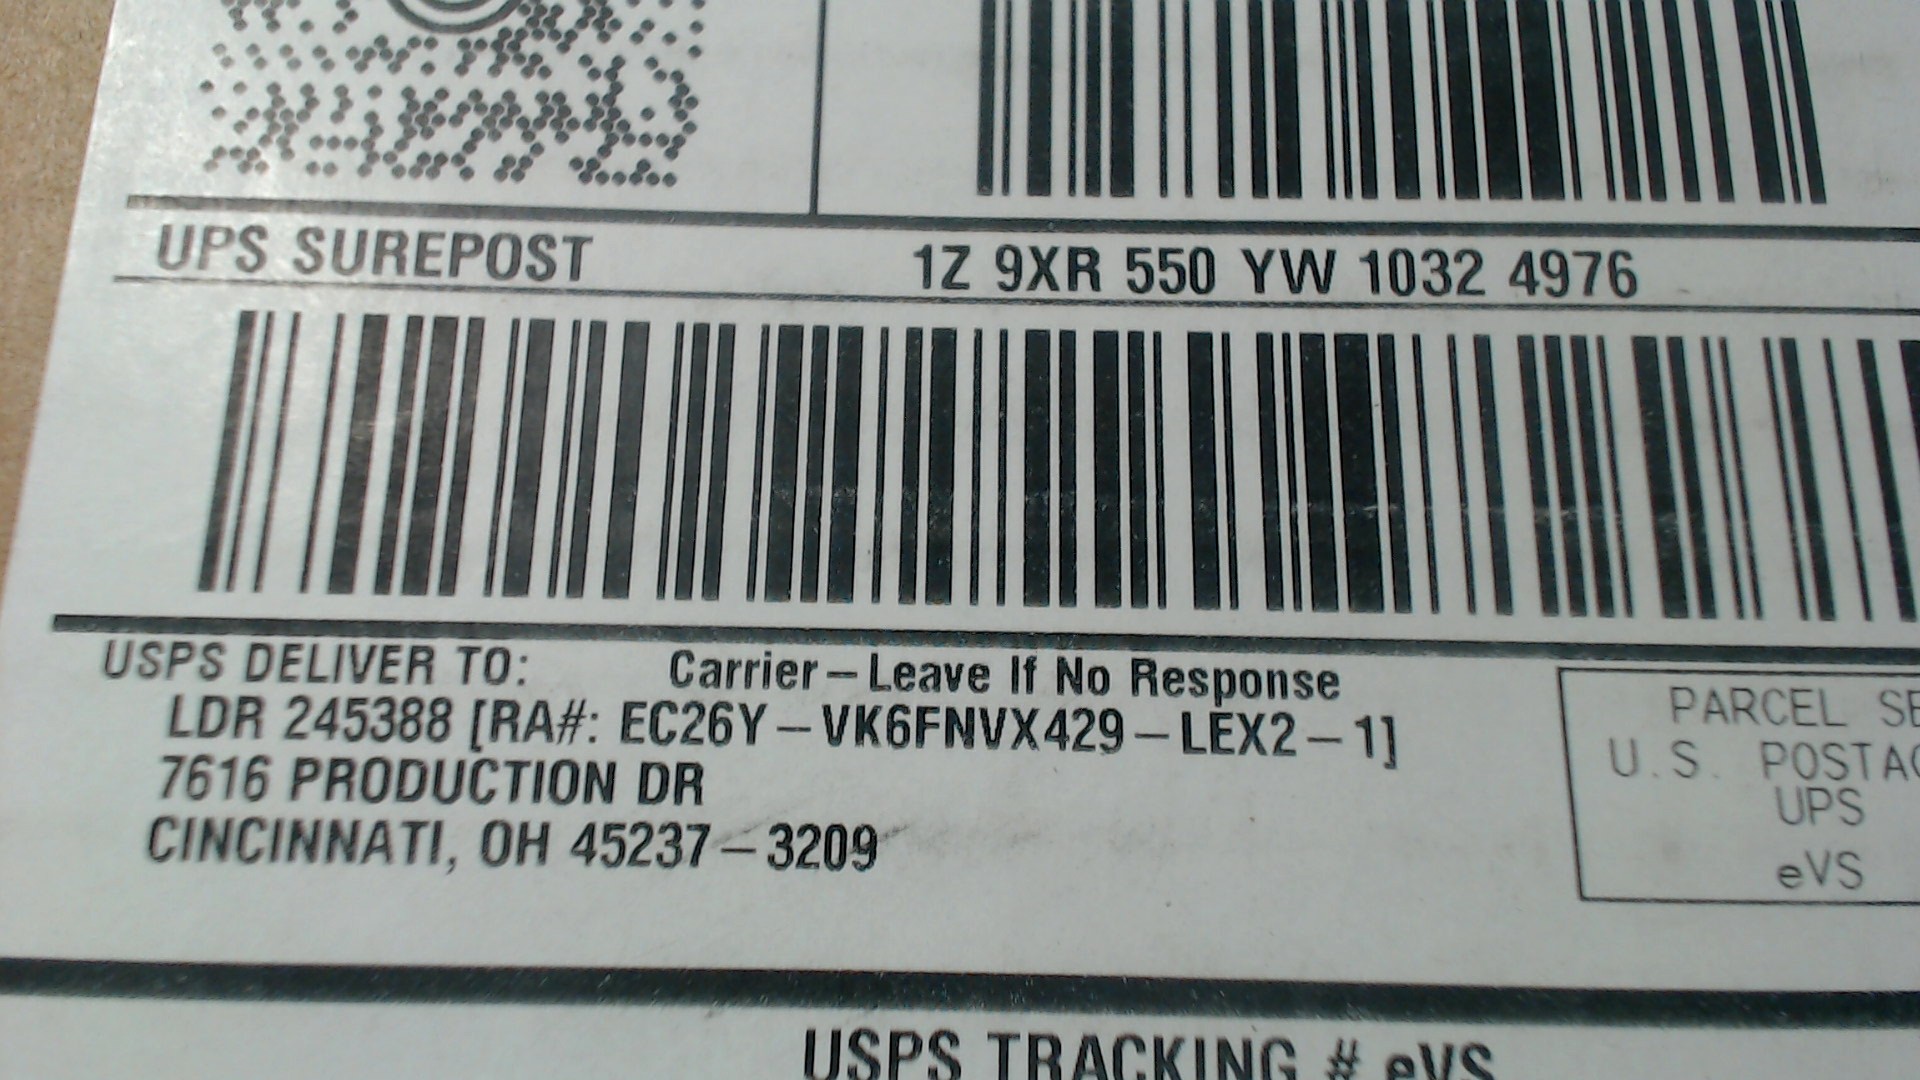 UPS SUREPOST
1Z 9XR 550 YW 1032 4976
USPS DELIVER TO:
Carrier – Leave If No Response
LDR 245388 [RA#: EC26Y – VK6FNVX429 – LEX2 – 1]
7616 PRODUCTION DR
CINCINNATI, OH 45237 – 3209
PARCEL
U.S.
UPS
eVS
USPS TRACKING # eVS